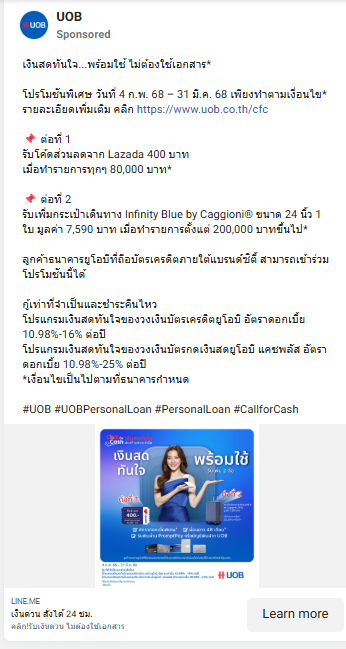 UOB
UOB
Sponsored
เงินสดทันใจ...พร้อมใช้ ไม่ต้องใช้เอกสาร*
โปรโมชันพิเศษ วันที่ 4 ก.พ. 68 – 31 มี.ค. 68 เพียงทำตามเงื่อนไข*
รายละเอียดเพิ่มเติม คลิก https://www.uob.co.th/cfc
📌 ต่อที่ 1
รับโค้ดส่วนลดจาก Lazada 400 บาท
เมื่อทำรายการทุกๆ 80,000 บาท*
📌 ต่อที่ 2
รับเพิ่มกระเป๋าเดินทาง Infinity Blue by Caggioni® ขนาด 24 นิ้ว 1
ใบ มูลค่า 7,590 บาท เมื่อทำรายการตั้งแต่ 200,000 บาทขึ้นไป*
ลูกค้าธนาคารยูโอบีที่ถือบัตรเครดิตภายใต้แบรนด์ซิตี้ สามารถเข้าร่วม
โปรโมชันนี้ได้
กู้เท่าที่จำเป็นและชำระคืนไหว
โปรแกรมเงินสดทันใจของวงเงินบัตรเครดิตยูโอบี อัตราดอกเบี้ย
10.98%-16% ต่อปี
โปรแกรมเงินสดทันใจของวงเงินบัตรกดเงินสดยูโอบี แคชพลัส อัตรา
ดอกเบี้ย 10.98%-25% ต่อปี
*เงื่อนไขเป็นไปตามที่ธนาคารกำหนด
#UOB #UOBPersonalLoan #PersonalLoan #CallforCash
Cash
เงินสด
ทันใจ
พร้อมใช้
ต่อที่ 1
400.-
ต่อที่ 2
UOB
LINE.ME
เงินด่วน สั่งได้ 24 ชม.
คลิก!รับเงินด่วน ไม่ต้องใช้เอกสาร
Learn more